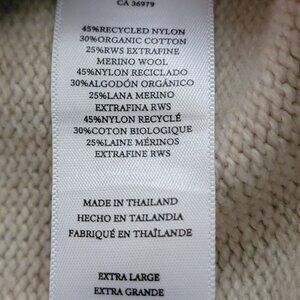 CA 36979
45%RECYCLED NYLON
30%ORGANIC COTTON
25%RWS EXTRAFINE
MERINO WOOL
45%NYLON RECICLADO
30%ALGODÓN ORGÁNICO
25%LANA MERINO
EXTRAFINA RWS
45%NYLON RECYCLÉ
30%COTON BIOLOGIQUE
25%LAINE MÉRINOS
EXTRAFINE RWS
MADE IN THAILAND
HECHO EN TAILANDIA
FABRIQUÉ EN THAÏLANDE
EXTRA LARGE
EXTRA GRANDE